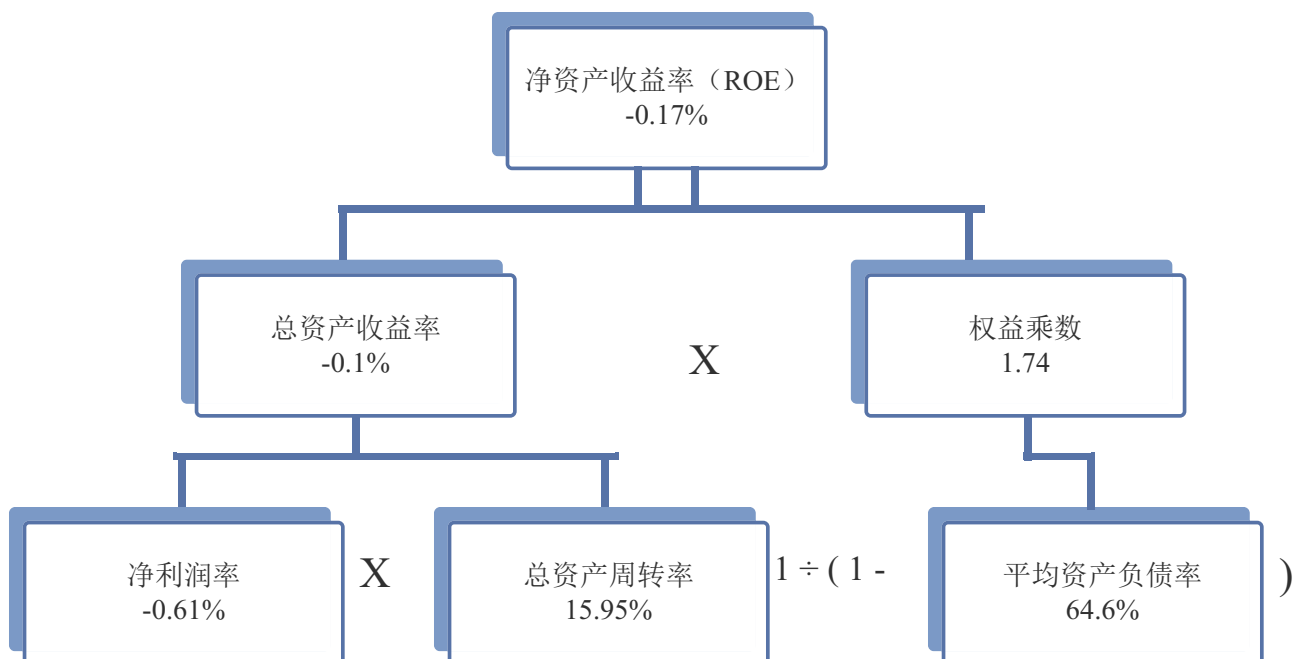 净资产收益率（ROE）
-0.17%
总资产收益率
-0.1%
X
权益乘数
1.74
净利润率
-0.61%
X
总资产周转率
15.95%
1 ÷ ( 1 -
平均资产负债率
64.6%
)